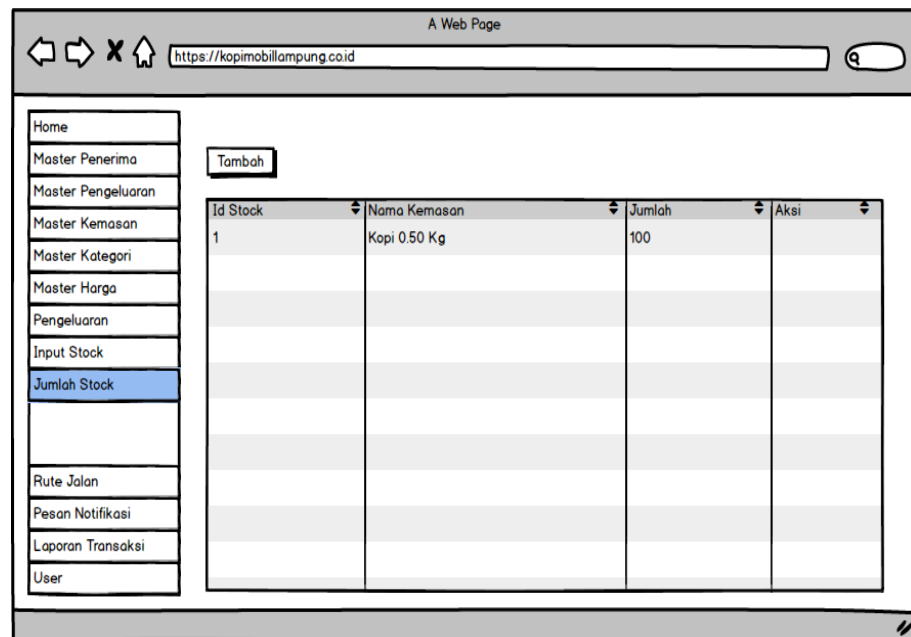 A Web Page
https://kopimobillampung.co.id
Home
Master Penerima
Master Pengeluaran
Master Kemasan
Master Kategori
Master Harga
Pengeluaran
Input Stock
Jumlah Stock
Rute Jalan
Pesan Notifikasi
Laporan Transaksi
User
Tambah
Id Stock Nama Kemasan Jumlah Aksi
1 Kopi 0.50 Kg 100